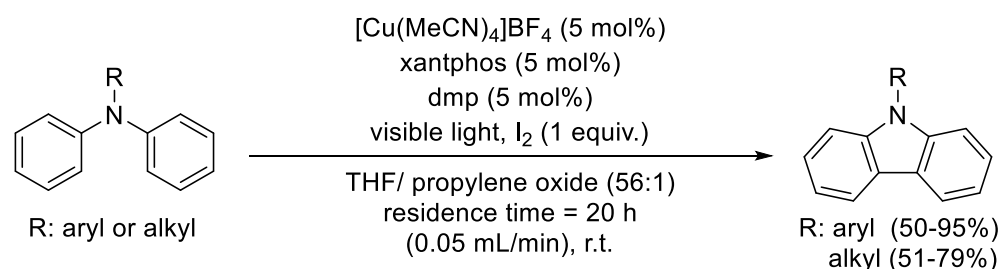 [Cu(MeCN)4]BF4 (5 mol%)
xantphos (5 mol%)
dmp (5 mol%)
visible light, I2 (1 equiv.)
THF/ propylene oxide (56:1)
residence time = 20 h
(0.05 mL/min), r.t.
R
N
R: aryl or alkyl
R
N
R: aryl (50-95%)
alkyl (51-79%)